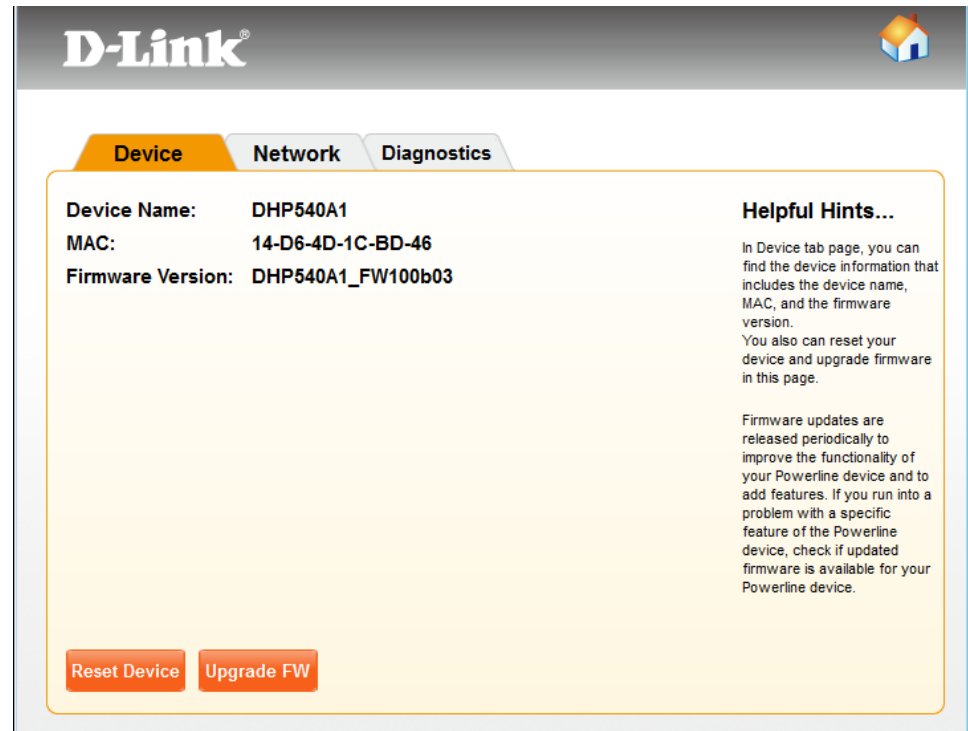 D-Link®
Device
Network
Diagnostics
Device Name: DHP540A1
MAC: 14-D6-4D-1C-BD-46
Firmware Version: DHP540A1_FW100b03
Helpful Hints...
In Device tab page, you can
find the device information that
includes the device name,
MAC, and the firmware
version.
You also can reset your
device and upgrade firmware
in this page.
Firmware updates are
released periodically to
improve the functionality of
your Powerline device and to
add features. If you run into a
problem with a specific
feature of the Powerline
device, check if updated
firmware is available for your
Powerline device.
Reset Device
Upgrade FW